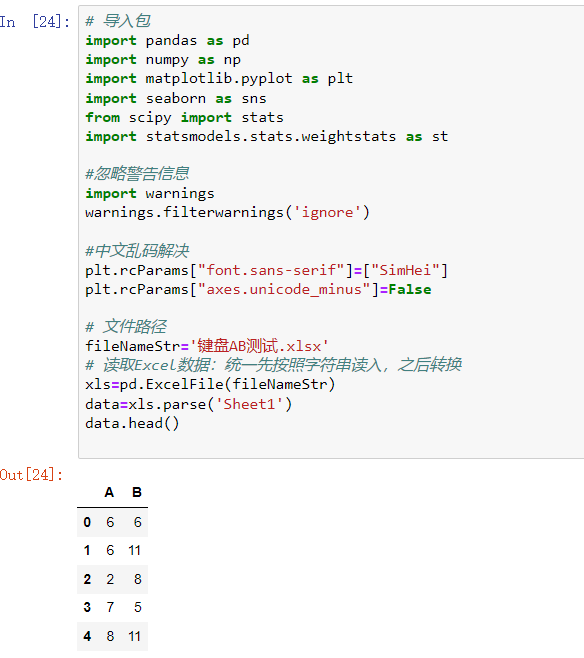 In [24]: # 导入包
import pandas as pd
import numpy as np
import matplotlib.pyplot as plt
import seaborn as sns
from scipy import stats
import statsmodels.stats.weightstats as st
#忽略警告信息
import warnings
warnings.filterwarnings('ignore')
#中文乱码解决
plt.rcParams["font.sans-serif"]=["SimHei"]
plt.rcParams["axes.unicode_minus"]=False
# 文件路径
fileNameStr='键盘AB测试.xlsx'
# 读取Excel数据：统一先按照字符串读入，之后转换
xls=pd.ExcelFile(fileNameStr)
data=xls.parse('Sheet1')
data.head()
Out[24]:
A B
0 6 6
1 6 11
2 2 8
3 7 5
4 8 11